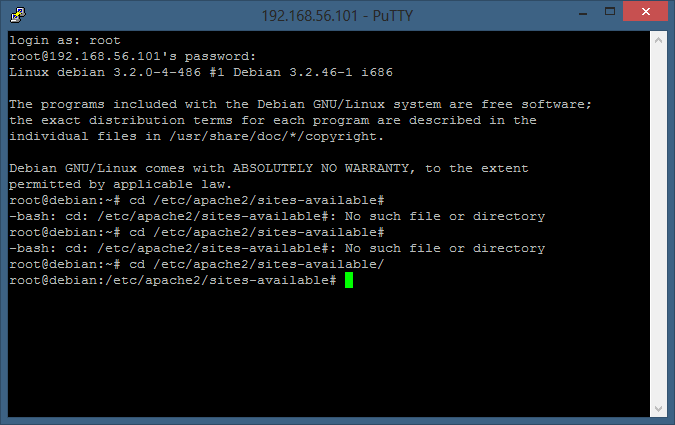 192.168.56.101 - PuTTY
login as: root
root@192.168.56.101's password:
Linux debian 3.2.0-4-486 #1 Debian 3.2.46-1 i686
The programs included with the Debian GNU/Linux system are free software;
the exact distribution terms for each program are described in the
individual files in /usr/share/doc/*/copyright.
Debian GNU/Linux comes with ABSOLUTELY NO WARRANTY, to the extent
permitted by applicable law.
root@debian:~# cd /etc/apache2/sites-available#
-bash: cd: /etc/apache2/sites-available#: No such file or directory
root@debian:~# cd /etc/apache2/sites-available#
-bash: cd: /etc/apache2/sites-available#: No such file or directory
root@debian:~# cd /etc/apache2/sites-available/
root@debian:/etc/apache2/sites-available#